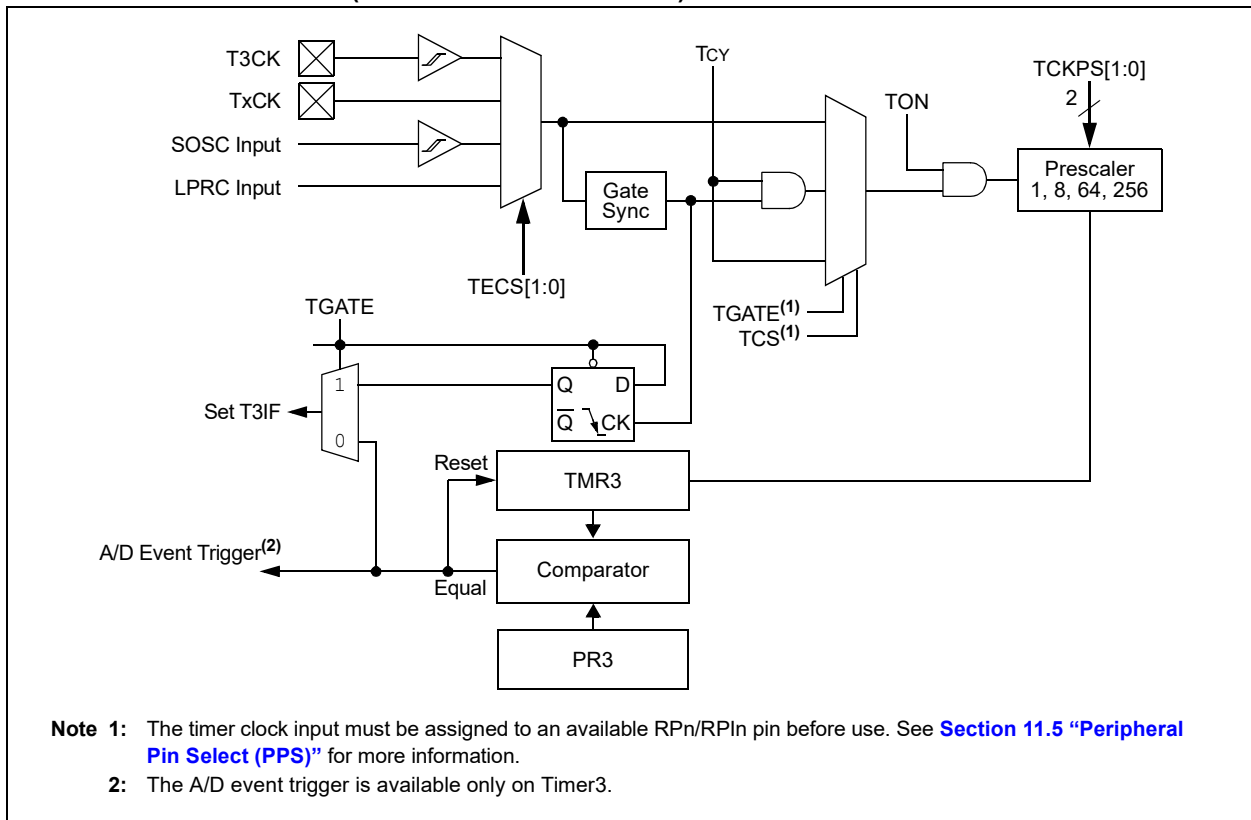 T3CK
TxCK
SOSC Input
LPRC Input
TECS[1:0]
Gate
Sync
TCY
TGATE(1)
TCS(1)
TON
TCKPS[1:0]
2
Prescaler
1, 8, 64, 256
TGATE
1
0
Set T3IF
Q D
Q CK
Reset
TMR3
A/D Event Trigger(2)
Equal
Comparator
PR3
Note 1: The timer clock input must be assigned to an available RPn/RPIn pin before use. See Section 11.5 “Peripheral
Pin Select (PPS)” for more information.
2: The A/D event trigger is available only on Timer3.